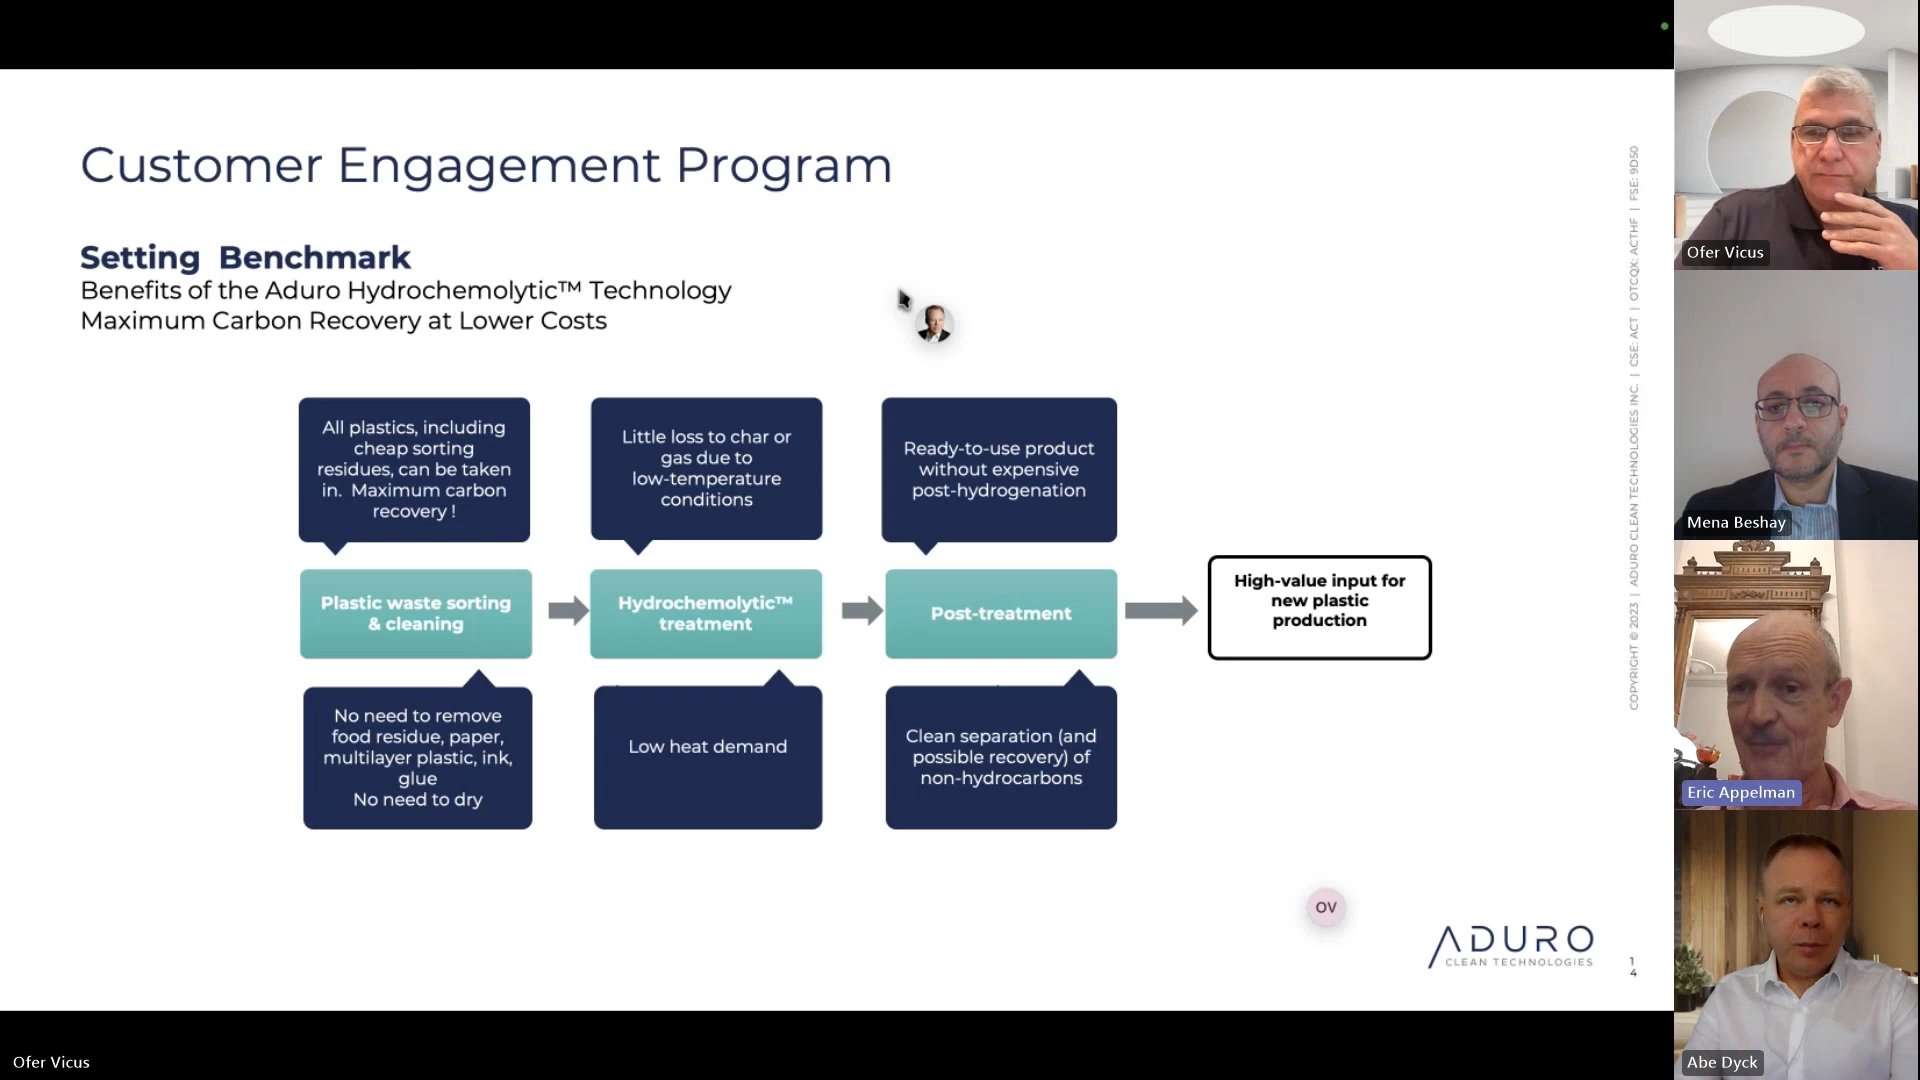 Customer Engagement Program
Setting Benchmark
Benefits of the Aduro Hydrochemolytic™ Technology
Maximum Carbon Recovery at Lower Costs
All plastics, including
cheap sorting
residues, can be taken
in. Maximum carbon
recovery !
Little loss to char or
gas due to
low-temperature
conditions
Ready-to-use product
without expensive
post-hydrogenation
Plastic waste sorting
& cleaning
Hydrochemolytic™
treatment
Post-treatment
High-value input for
new plastic
production
No need to remove
food residue, paper,
multilayer plastic, ink,
glue
No need to dry
Low heat demand
Clean separation (and
possible recovery) of
non-hydrocarbons
OV
ADURO
CLEAN TECHNOLOGIES
1
4
COPYRIGHT © 2023 | ADURO CLEAN TECHNOLOGIES INC. | CSE: ACT | OTCQX: ACTHF | FSE: 9D50
Ofer Vicus
Mena Beshay
Eric Appelman
Abe Dyck
Ofer Vicus